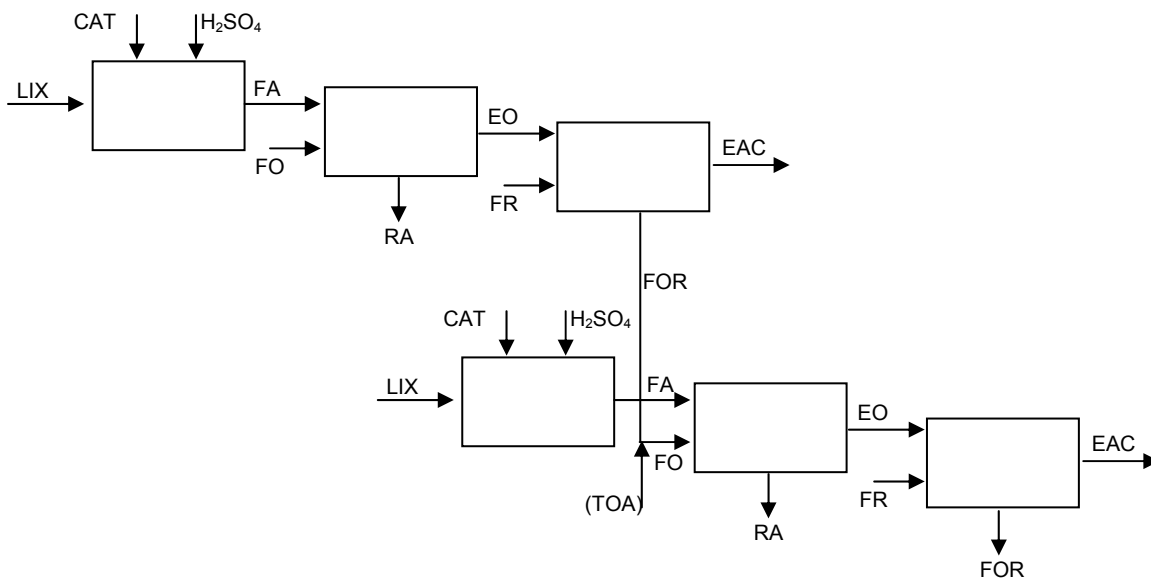 CAT
H₂SO₄
LIX
FA
FO
EO
RA
FR
EAC
FOR
CAT
H₂SO₄
LIX
FA
FO
(TOA)
EO
RA
FR
EAC
FOR